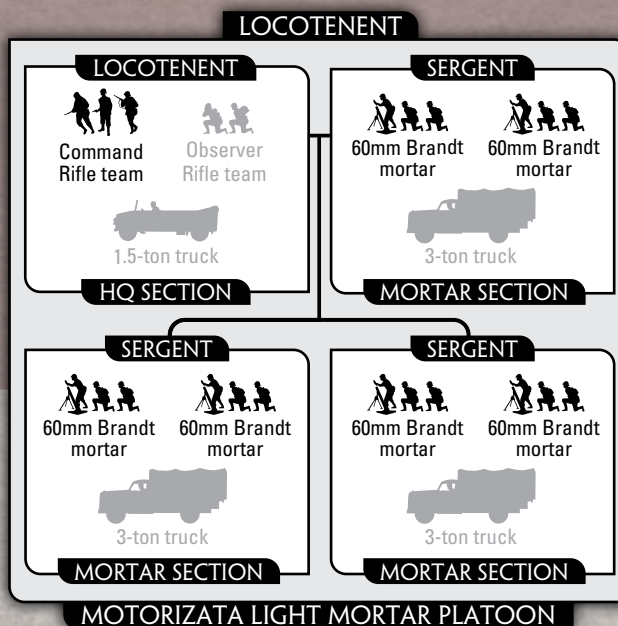 LOCOTENENT
LOCOTENENT
Command
Rifle team
Observer
Rifle team
1.5-ton truck
HQ SECTION
SERGENT
60mm Brandt
mortar
60mm Brandt
mortar
3-ton truck
MORTAR SECTION
SERGENT
60mm Brandt
mortar
60mm Brandt
mortar
3-ton truck
MORTAR SECTION
SERGENT
60mm Brandt
mortar
60mm Brandt
mortar
3-ton truck
MORTAR SECTION
MOTORIZATA LIGHT MORTAR PLATOON